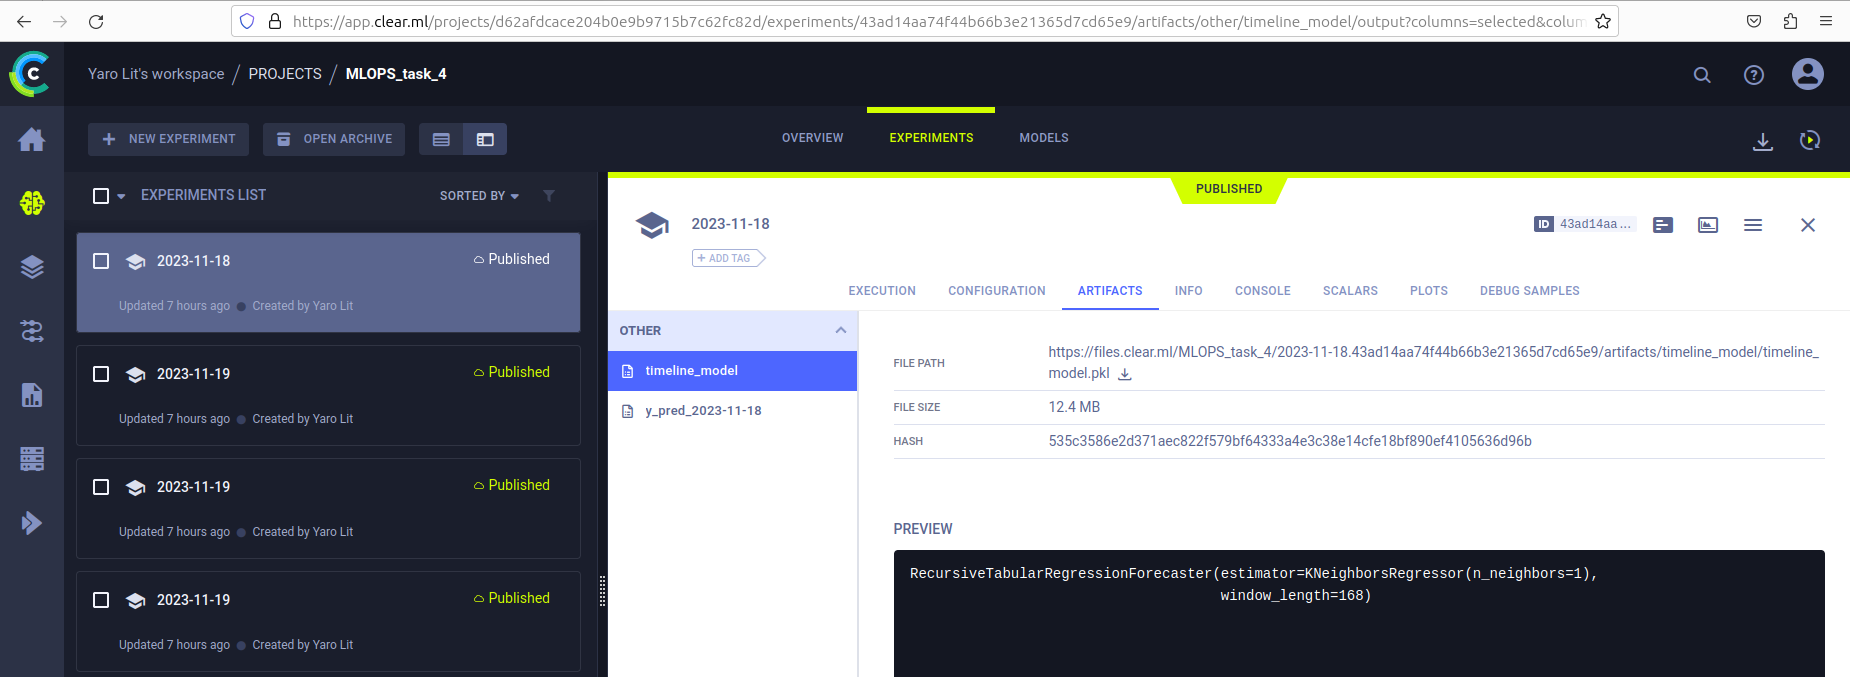 https://app.clear.ml/projects/d62afdcace204b0e9b9715b7c62fc82d/experiments/43ad14aa74f44b66b3e21365d7cd65e9/artifacts/other/timeline_model/output?columns=selected&colum
Yaro Lit's workspace / PROJECTS / MLOPS_task_4
NEW EXPERIMENT
OPEN ARCHIVE
OVERVIEW
EXPERIMENTS
MODELS
EXPERIMENTS LIST
SORTED BY
2023-11-18
Published
Updated 7 hours ago
Created by Yaro Lit
2023-11-19
Published
Updated 7 hours ago
Created by Yaro Lit
2023-11-19
Published
Updated 7 hours ago
Created by Yaro Lit
2023-11-19
Published
Updated 7 hours ago
Created by Yaro Lit
PUBLISHED
2023-11-18
ID 43ad14aa ...
+ ADD TAG
EXECUTION
CONFIGURATION
ARTIFACTS
INFO
CONSOLE
SCALARS
PLOTS
DEBUG SAMPLES
OTHER
timeline_model
y_pred_2023-11-18
FILE PATH
https://files.clear.ml/MLOPS_task_4/2023-11-18.43ad14aa74f44b66b3e21365d7cd65e9/artifacts/timeline_model/timeline_
model.pkl
FILE SIZE
12.4 MB
HASH
535c3586e2d371aec822f579bf64333a4e3c38e14cfe18bf890ef4105636d96b
PREVIEW
RecursiveTabularRegressionForecaster(estimator=KNeighborsRegressor(n_neighbors=1),
window_length=168)